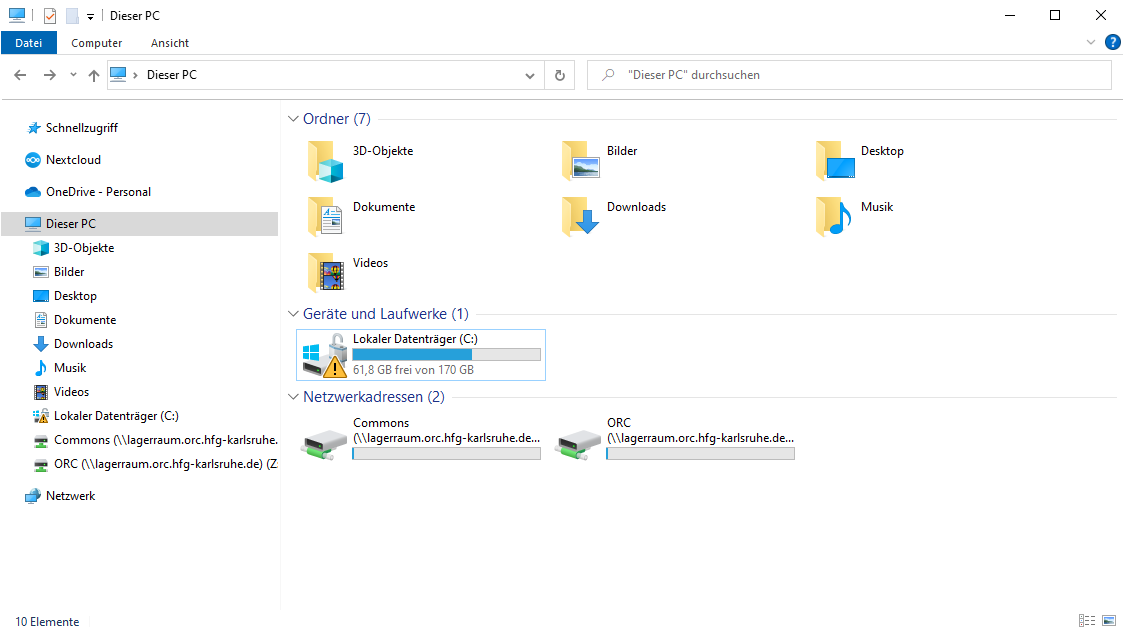 Dieser PC
Datei Computer Ansicht
Dieser PC
"Dieser PC" durchsuchen
Schnellzugriff
Nextcloud
OneDrive - Personal
Dieser PC
3D-Objekte
Bilder
Desktop
Dokumente
Downloads
Musik
Videos
Lokaler Datenträger (C:)
Commons (\\lagerraum.orc.hfg-karlsruhe.
ORC (\\lagerraum.orc.hfg-karlsruhe.de) (Z
Netzwerk
Ordner (7)
3D-Objekte
Bilder
Desktop
Dokumente
Downloads
Musik
Videos
Geräte und Laufwerke (1)
Lokaler Datenträger (C:)
61,8 GB frei von 170 GB
Netzwerkadressen (2)
Commons
(\\lagerraum.orc.hfg-karlsruhe.de...
ORC
(\\lagerraum.orc.hfg-karlsruhe.de...
10 Elemente